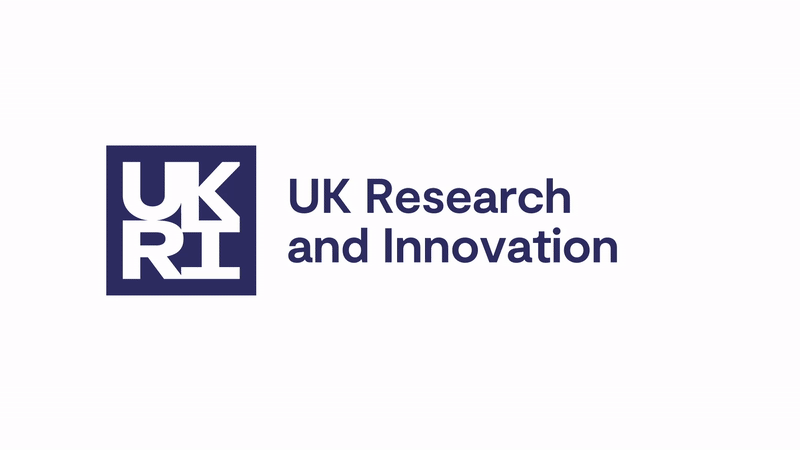 UK
RI
UK Research
and Innovation